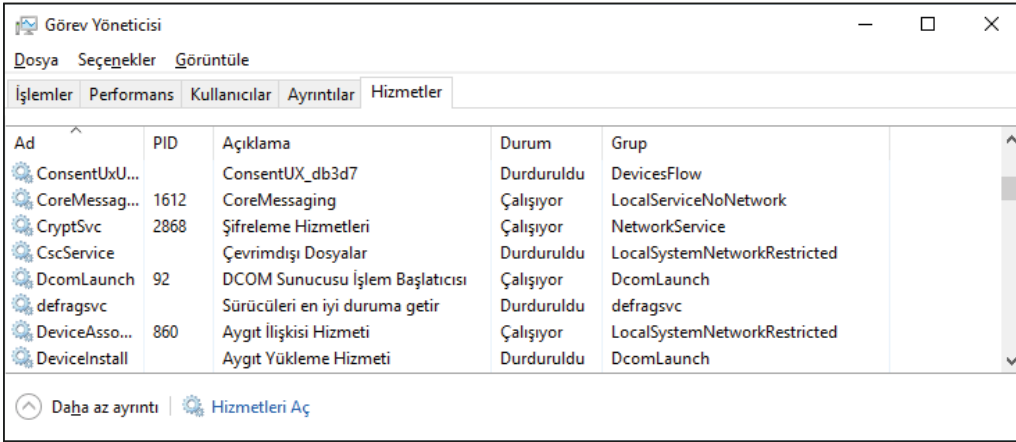 Görev Yöneticisi
Dosya Seçenekler Görüntüle
İşlemler Performans Kullanıcılar Ayrıntılar Hizmetler
Ad PID Açıklama Durum Grup
ConsentUxU... ConsentUX_db3d7 Durduruldu DevicesFlow
CoreMessag... 1612 CoreMessaging Çalışıyor LocalServiceNoNetwork
CryptSvc 2868 Şifreleme Hizmetleri Çalışıyor NetworkService
CscService Çevrimdışı Dosyalar Durduruldu LocalSystemNetworkRestricted
DcomLaunch 92 DCOM Sunucusu İşlem Başlatıcısı Çalışıyor DcomLaunch
defragsvc Sürücüleri en iyi duruma getir Durduruldu defragsvc
DeviceAsso... 860 Aygıt İlişkisi Hizmeti Çalışıyor LocalSystemNetworkRestricted
DeviceInstall Aygıt Yükleme Hizmeti Durduruldu DcomLaunch
Daha az ayrıntı Hizmetleri Aç